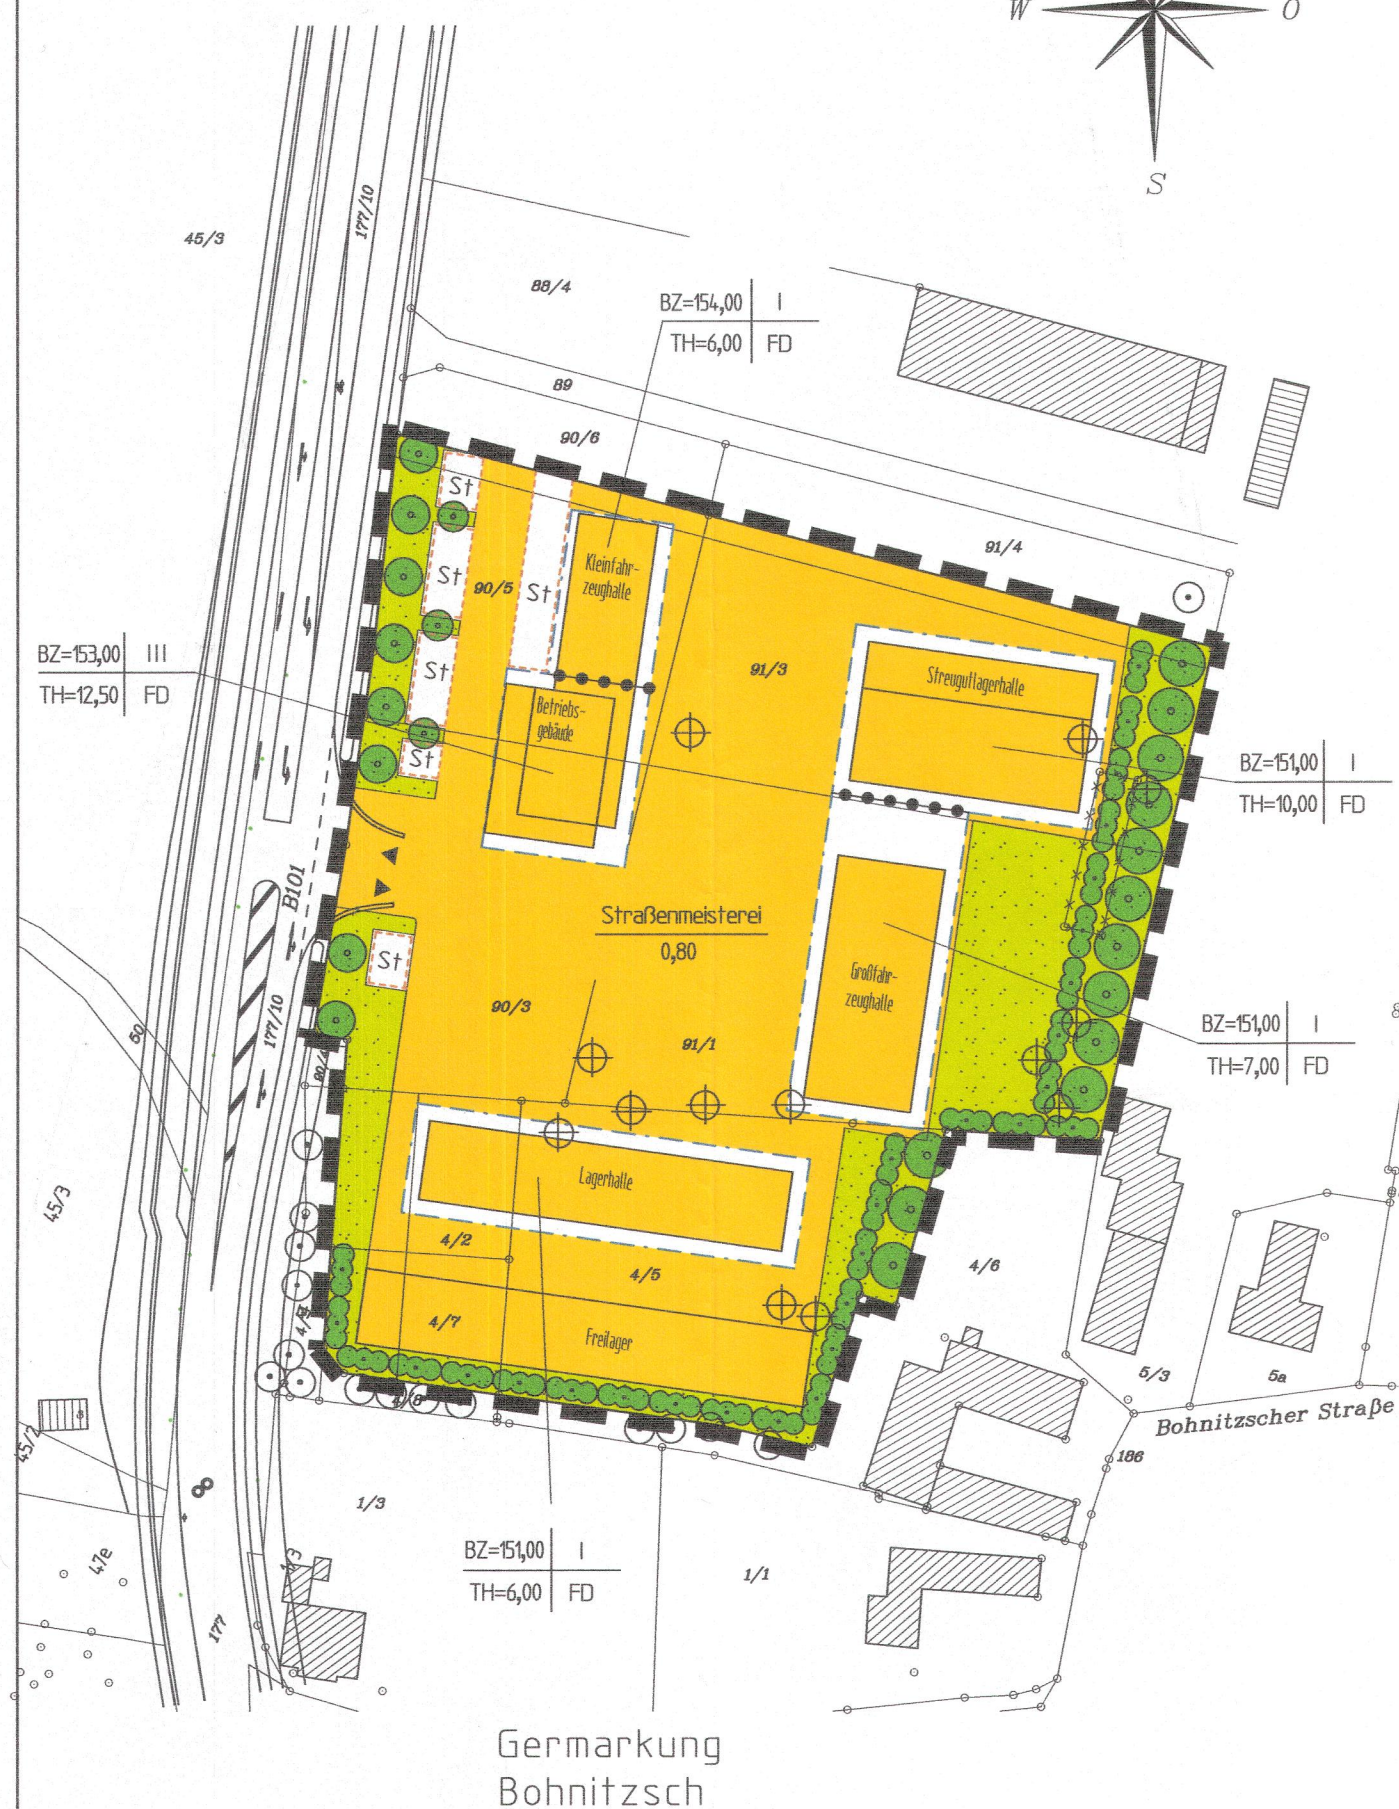 W
O
S
177/10
45/3
88/4
BZ=154,00 I
TH=6,00 FD
89
90/6
91/4
St
St
St
St
St
90/5
Kleinfahr-
zeughalle
91/3
Streugutlagerhalle
BZ=153,00 III
TH=12,50 FD
Betriebs-
gebäude
BZ=151,00 I
TH=10,00 FD
B101
Straßenmeisterei
0,80
St
Großfahr-
zeughalle
90/3
91/1
BZ=151,00 I
TH=7,00 FD
50
177/10
45/3
Lagerhalle
4/2
4/5
4/6
4/7
Freilager
4/8
5/3
5a
Bohnitzscher Straße
186
45/2
1/3
47e
1/3
BZ=151,00 I
TH=6,00 FD
1/1
177
Germarkung
Bohnitzsch